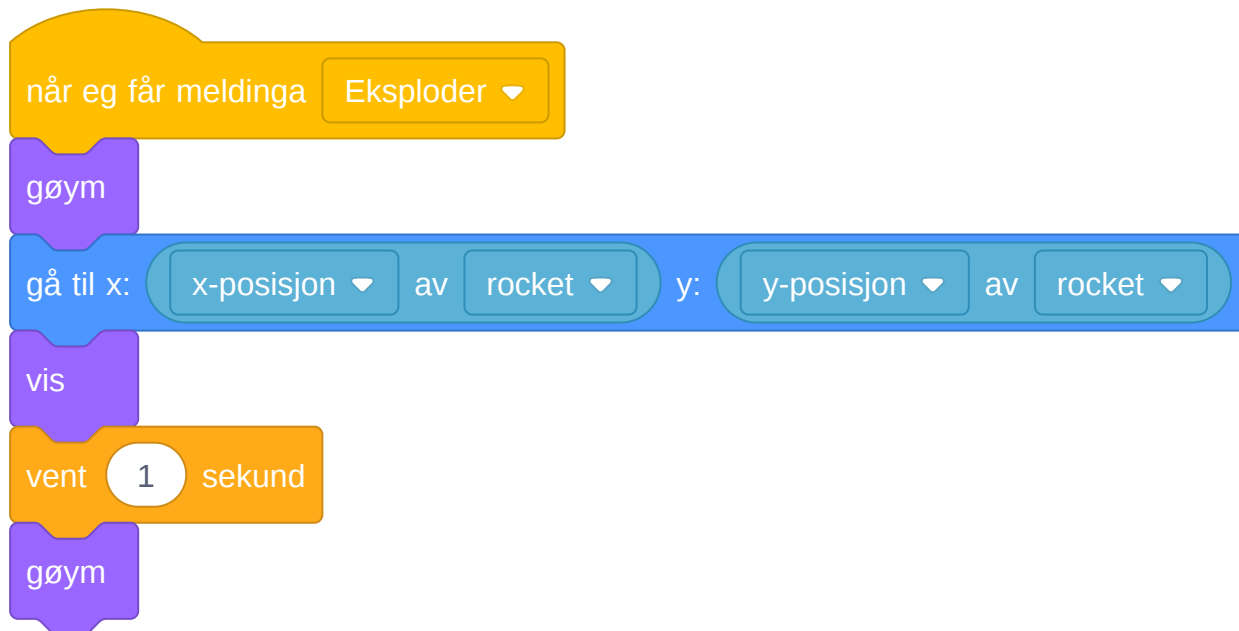 når eg får meldinga Eksploder
gøym
gå til x: x-posisjon av rocket y: y-posisjon av rocket
vis
vent 1 sekund
gøym